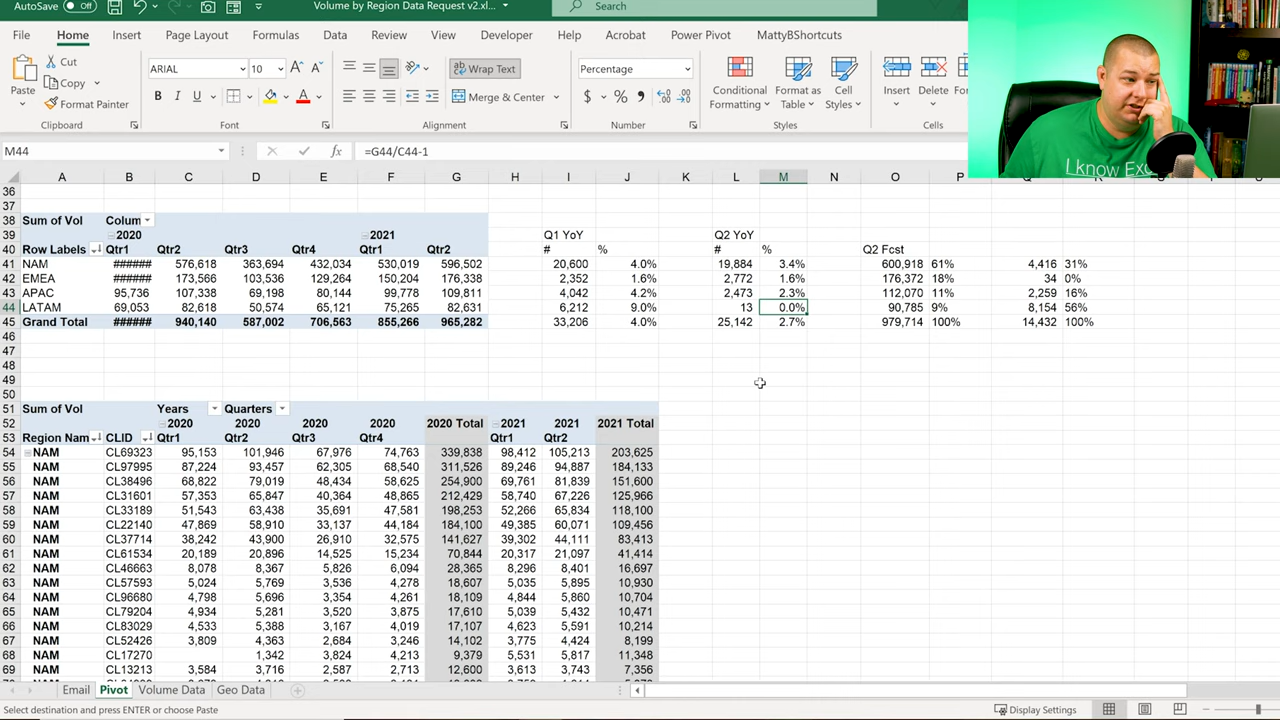 AutoSave Off Volume by Region Data Request v2.xl... Search
File Home Insert Page Layout Formulas Data Review View Developer Help Acrobat Power Pivot MattyBShortcuts
Paste Cut Copy Format Painter Clipboard
ARIAL 10 B I U A Font
Wrap Text Merge & Center Alignment
Percentage $ % Number
Conditional Formatting Format as Table Cell Styles Styles
Insert Delete Cells
I know Exc
M44 fx =G44/C44-1
A B C D E F G H I J K L M N O P
36
37
38 Sum of Vol Colum
39 2020 2021 Q1 YoY Q2 YoY
40 Row Labels Qtr1 Qtr2 Qtr3 Qtr4 Qtr1 Qtr2 # % # % Q2 Fcst
41 NAM ###### 576,618 363,694 432,034 530,019 596,502 20,600 4.0% 19,884 3.4% 600,918 61% 4,416 31%
42 EMEA ###### 173,566 103,536 129,264 150,204 176,338 2,352 1.6% 2,772 1.6% 176,372 18% 34 0%
43 APAC 95,736 107,338 69,198 80,144 99,778 109,811 4,042 4.2% 2,473 2.3% 112,070 11% 2,259 16%
44 LATAM 69,053 82,618 50,574 65,121 75,265 82,631 6,212 9.0% 13 0.0% 90,785 9% 8,154 56%
45 Grand Total ###### 940,140 587,002 706,563 855,266 965,282 33,206 4.0% 25,142 2.7% 979,714 100% 14,432 100%
46
47
48
49
50
51 Sum of Vol Years Quarters
52 2020 2020 2020 2020 2020 Total 2021 2021 2021 Total
53 Region Nam CLID Qtr1 Qtr2 Qtr3 Qtr4 Qtr1 Qtr2
54 NAM CL69323 95,153 101,946 67,976 74,763 339,838 98,412 105,213 203,625
55 NAM CL97995 87,224 93,457 62,305 68,540 311,526 89,246 94,887 184,133
56 NAM CL38496 68,822 79,019 48,434 58,625 254,900 69,761 81,839 151,600
57 NAM CL31601 57,353 65,847 40,364 48,865 212,429 58,740 67,226 125,966
58 NAM CL33189 51,543 63,438 35,691 47,581 198,253 52,266 65,834 118,100
59 NAM CL22140 47,869 58,910 33,137 44,184 184,100 49,385 60,071 109,456
60 NAM CL37714 38,242 43,900 26,910 32,575 141,627 39,302 44,111 83,413
61 NAM CL61534 20,189 20,896 14,525 15,234 70,844 20,317 21,097 41,414
62 NAM CL46663 8,078 8,367 5,826 6,094 28,365 8,296 8,401 16,697
63 NAM CL57593 5,024 5,769 3,536 4,278 18,607 5,035 5,895 10,930
64 NAM CL96680 4,798 5,696 3,354 4,261 18,109 4,844 5,860 10,704
65 NAM CL79204 4,934 5,281 3,520 3,875 17,610 5,039 5,432 10,471
66 NAM CL83029 4,533 5,388 3,167 4,019 17,107 4,623 5,591 10,214
67 NAM CL52426 3,809 4,363 2,684 3,246 14,102 3,775 4,424 8,199
68 NAM CL17270 1,342 3,824 4,213 9,379 5,531 5,817 11,348
69 NAM CL13213 3,584 3,716 2,587 2,713 12,600 3,613 3,743 7,356
Email Pivot Volume Data Geo Data
Select destination and press ENTER or choose Paste Display Settings